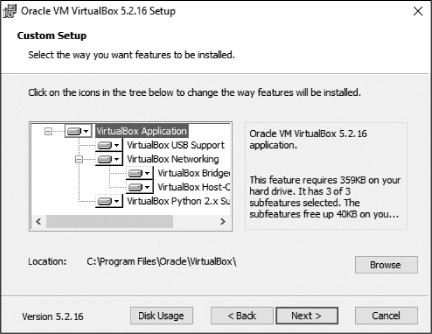 Oracle VM VirtualBox 5.2.16 Setup
Custom Setup
Select the way you want features to be installed.
Click on the icons in the tree below to change the way features will be installed.
VirtualBox Application
VirtualBox USB Support
VirtualBox Networking
VirtualBox Bridge
VirtualBox Host-C
VirtualBox Python 2.x Su
Oracle VM VirtualBox 5.2.16
application.
This feature requires 359KB on your
hard drive. It has 3 of 3
subfeatures selected. The
subfeatures free up 40KB on you...
Location: C:\Program Files\Oracle\VirtualBox\
Browse
Version 5.2.16 Disk Usage < Back Next > Cancel